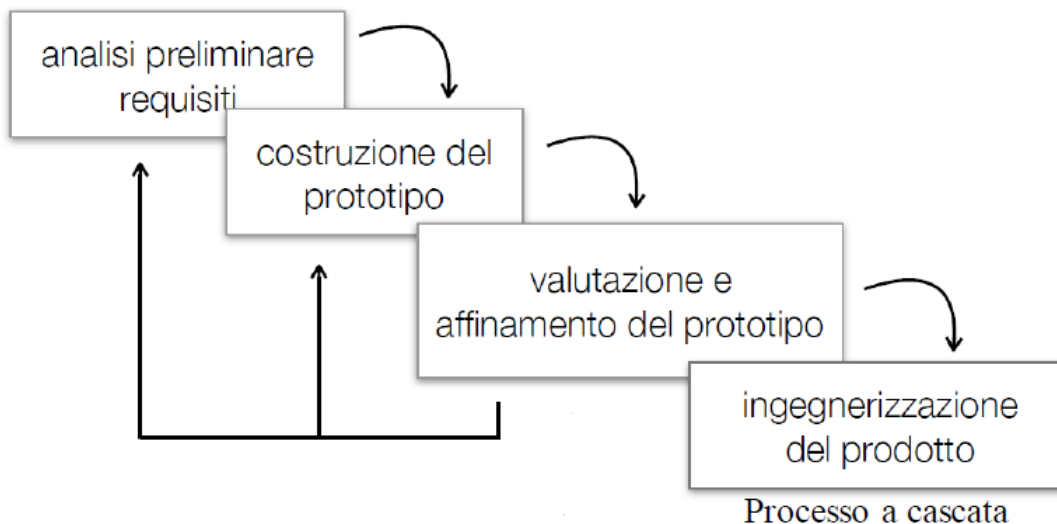 analisi preliminare
requisiti
costruzione del
prototipo
valutazione e
affinamento del prototipo
ingegnerizzazione
del prodotto
Processo a cascata